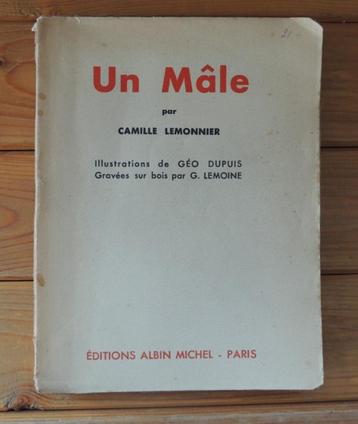 Un Mâle
par
CAMILLE LEMONNIER
Illustrations de GÉO DUPUIS
Gravées sur bois par G. LEMOINE
ÉDITIONS ALBIN MICHEL - PARIS